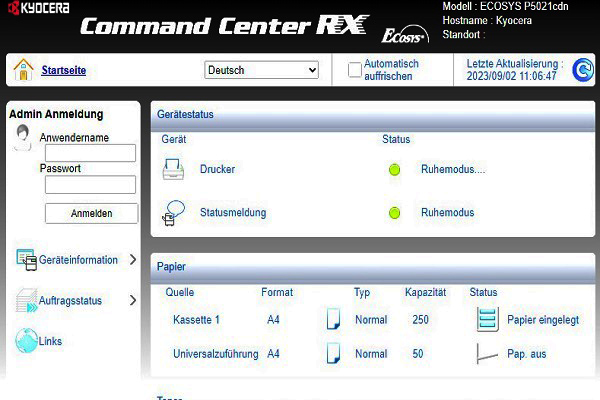 KYOCERA
Command Center RX
ECOSYS
Modell : ECOSYS P5021cdn
Hostname : Kyocera
Standort :
Startseite
Deutsch
Automatisch auffrischen
Letzte Aktualisierung :
2023/09/02 11:06:47
Admin Anmeldung
Anwendername
Passwort
Anmelden
Geräteinformation
Auftragsstatus
Links
Gerätestatus
Gerät Status
Drucker Ruhemodus....
Statusmeldung Ruhemodus
Papier
Quelle Format Typ Kapazität Status
Kassette 1 A4 Normal 250 Papier eingelegt
Universalzuführung A4 Normal 50 Pap. aus